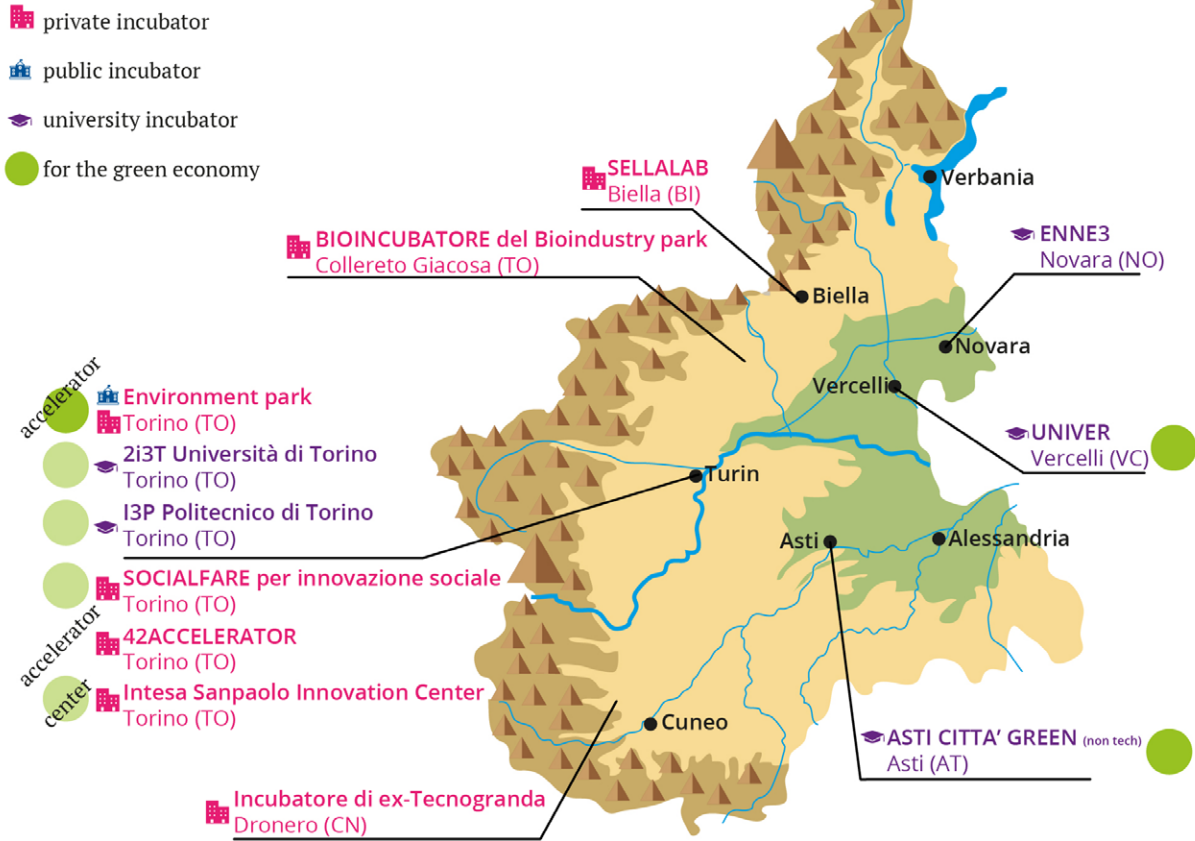 private incubator
public incubator
university incubator
for the green economy
SELLALAB
Biella (BI)
BIOINCUBATORE del Bioindustry park
Collereto Giacosa (TO)
Verbania
ENNE3
Novara (NO)
Biella
Novara
Vercelli
accelerator
Environment park
Torino (TO)
2i3T Università di Torino
Torino (TO)
I3P Politecnico di Torino
Torino (TO)
UNIVER
Vercelli (VC)
Turin
Asti
Alessandria
SOCIALFARE per innovazione sociale
Torino (TO)
accelerator
42ACCELERATOR
Torino (TO)
center
Intesa Sanpaolo Innovation Center
Torino (TO)
Cuneo
ASTI CITTA’ GREEN (non tech)
Asti (AT)
Incubatore di ex-Tecnogranda
Dronero (CN)